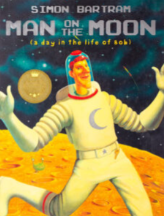 SIMON BARTRAM
MAN ON THE MOON
(a day in the life of bob)